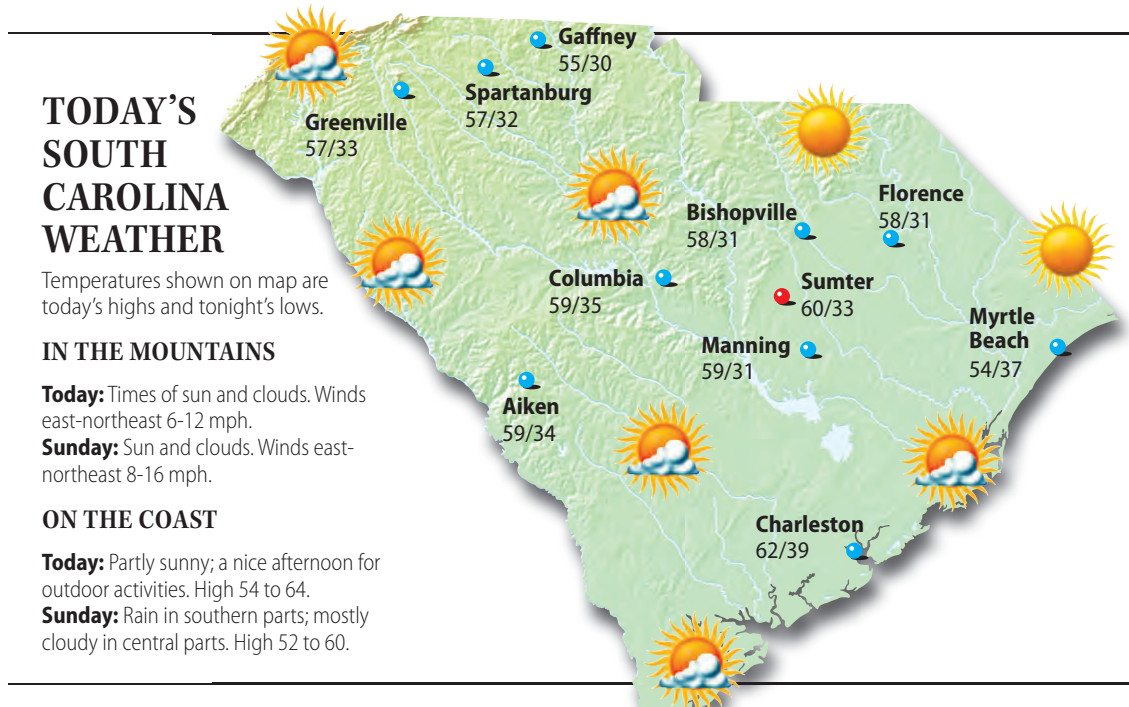 TODAY'S
SOUTH
CAROLINA
WEATHER
Temperatures shown on map are
today's highs and tonight's lows.
IN THE MOUNTAINS
Today: Times of sun and clouds. Winds
east-northeast 6-12 mph.
Sunday: Sun and clouds. Winds east-
northeast 8-16 mph.
ON THE COAST
Today: Partly sunny; a nice afternoon for
outdoor activities. High 54 to 64.
Sunday: Rain in southern parts; mostly
cloudy in central parts. High 52 to 60.
Gaffney
55/30
Spartanburg
57/32
Greenville
57/33
Bishopville
58/31
Florence
58/31
Columbia
59/35
Sumter
60/33
Manning
59/31
Myrtle
Beach
54/37
Aiken
59/34
Charleston
62/39